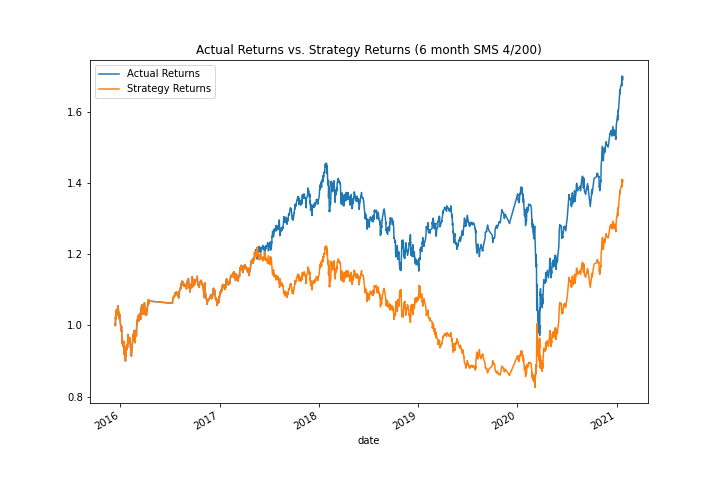 Actual Returns vs. Strategy Returns (6 month SMS 4/200)
Actual Returns
Strategy Returns
1.6
1.4
1.2
1.0
0.8
2016
2017
2018
2019
2020
2021
date